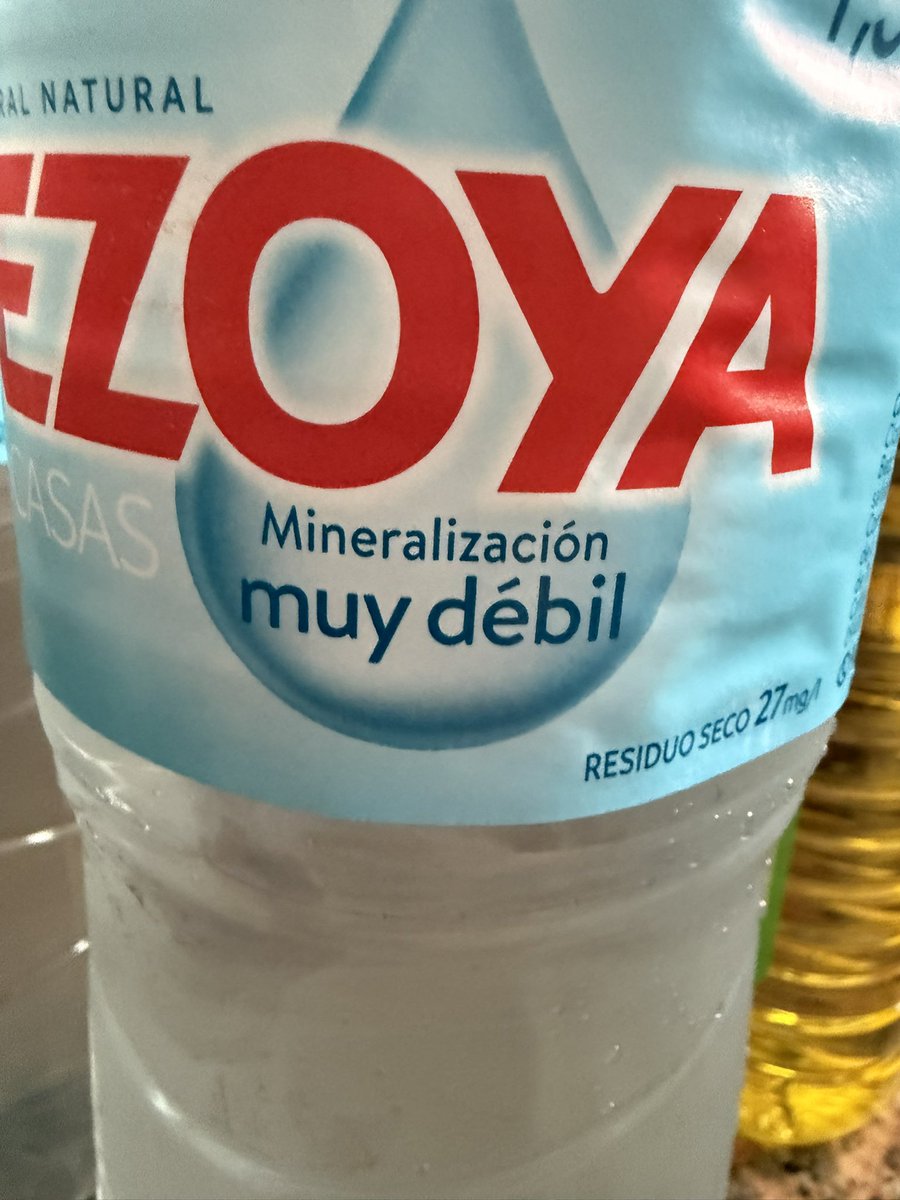 RAL NATURAL
EZOYA
CASAS
Mineralización
muy débil
RESIDUO SECO 27mg/l